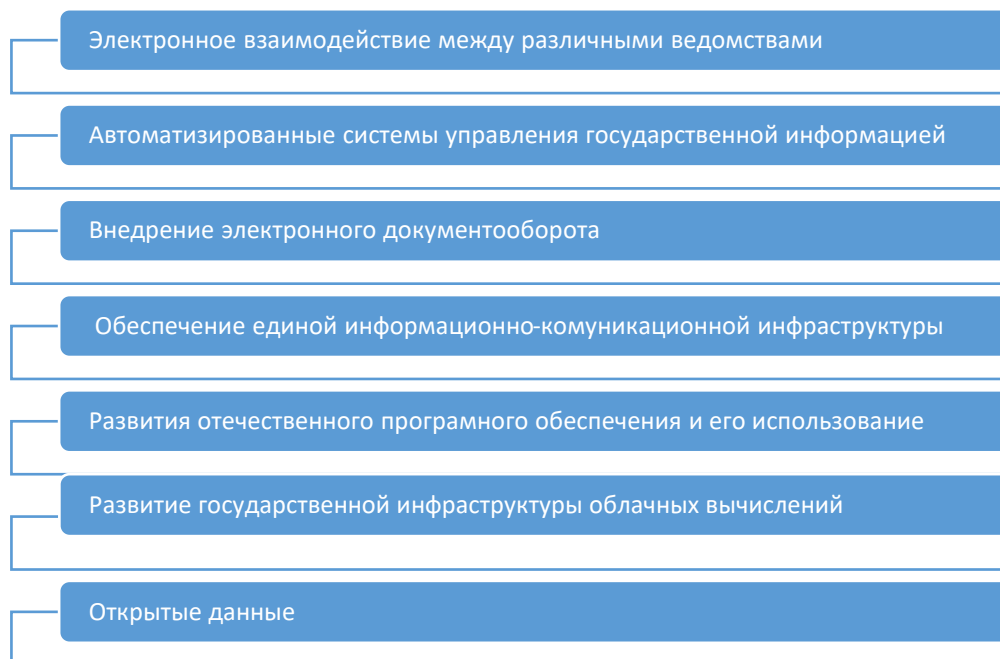 Электронное взаимодействие между различными ведомствами
Автоматизированные системы управления государственной информацией
Внедрение электронного документооборота
Обеспечение единой информационно-комуникационной инфраструктуры
Развития отечественного програмного обеспечения и его использование
Развитие государственной инфраструктуры облачных вычислений
Открытые данные